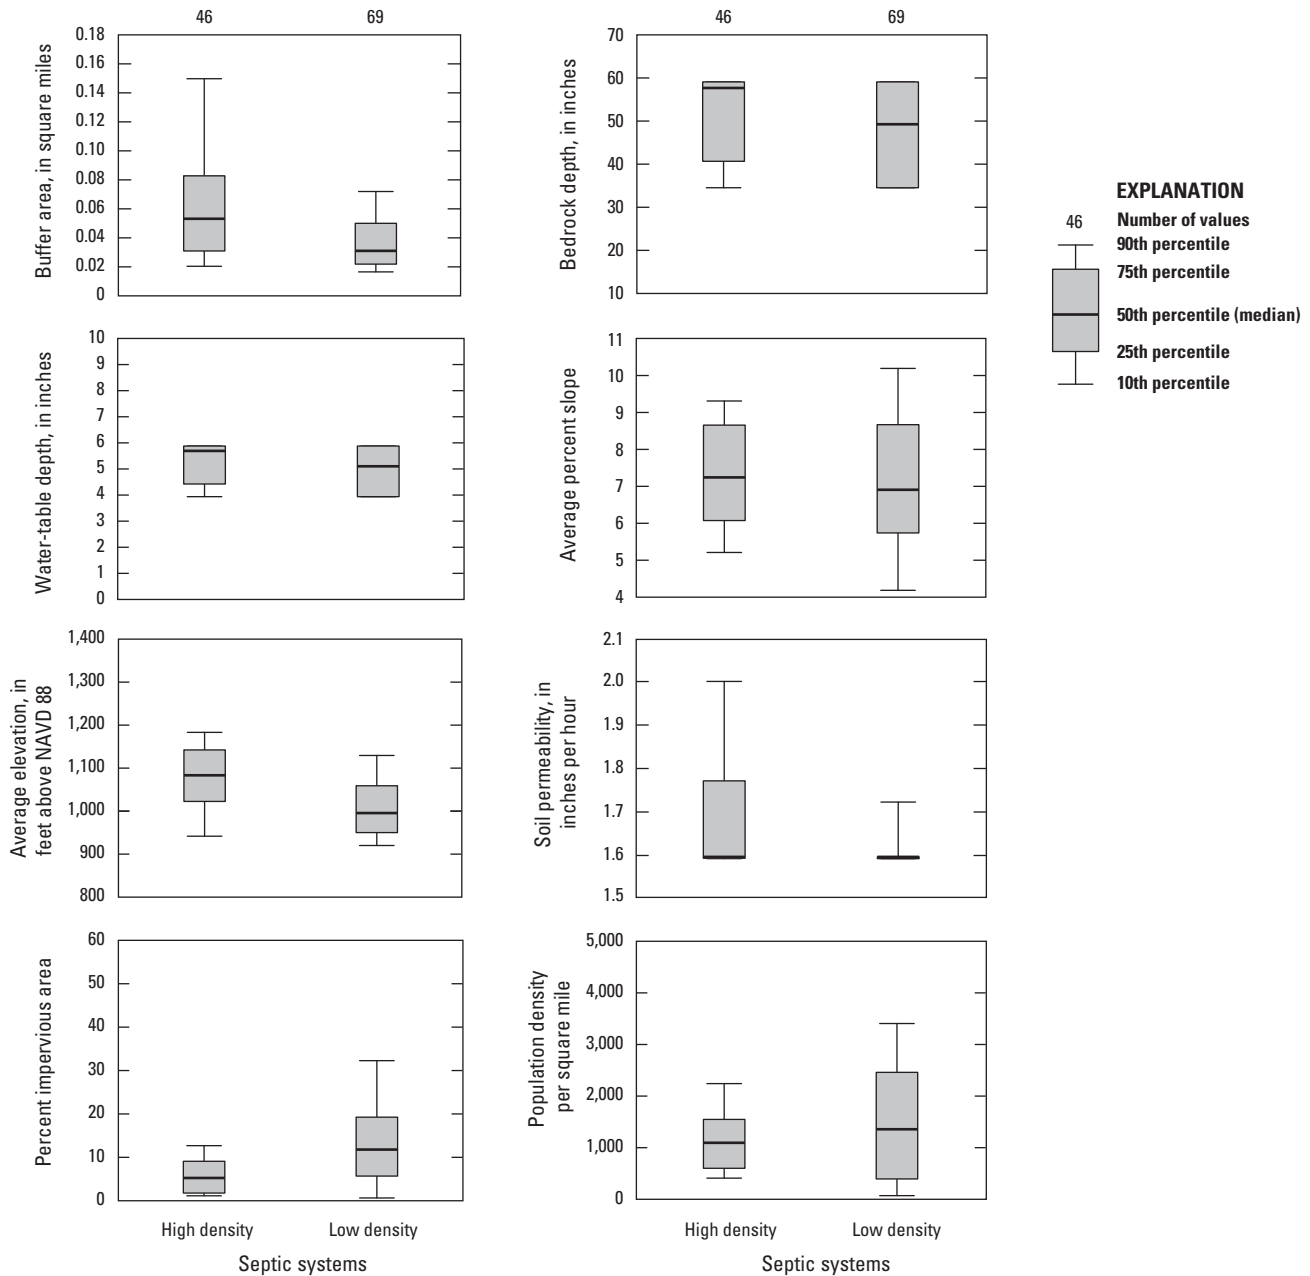 46
69
Buffer area, in square miles
0.18
0.16
0.14
0.12
0.10
0.08
0.06
0.04
0.02
0
46
69
Bedrock depth, in inches
70
60
50
40
30
20
10
EXPLANATION
46 Number of values
90th percentile
75th percentile
50th percentile (median)
25th percentile
10th percentile
Water-table depth, in inches
10
9
8
7
6
5
4
3
2
1
0
Average percent slope
11
10
9
8
7
6
5
4
Average elevation, in
feet above NAVD 88
1,400
1,300
1,200
1,100
1,000
900
800
Soil permeability, in
inches per hour
2.1
2.0
1.9
1.8
1.7
1.6
1.5
Percent impervious area
60
50
40
30
20
10
0
High density
Low density
Septic systems
Population density
per square mile
5,000
4,000
3,000
2,000
1,000
0
High density
Low density
Septic systems